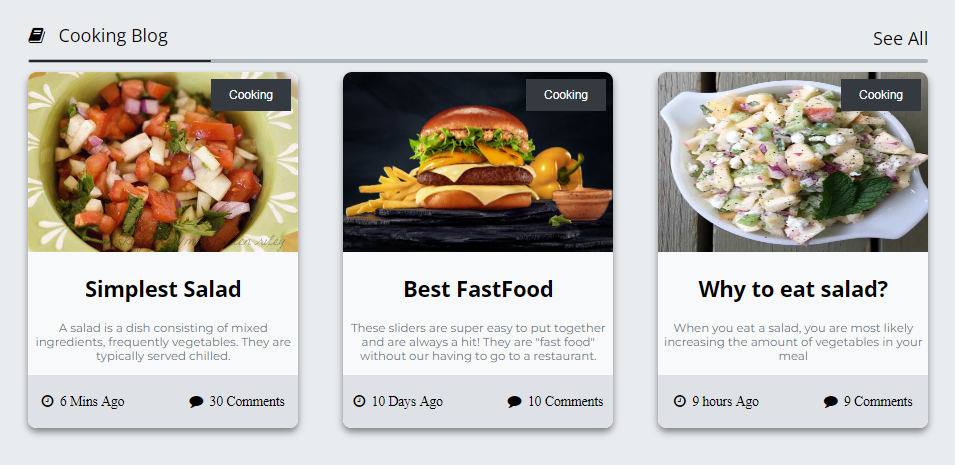 Cooking Blog
See All
Cooking
Cooking
Cooking
Simplest Salad
A salad is a dish consisting of mixed
ingredients, frequently vegetables. They are
typically served chilled.
6 Mins Ago
30 Comments
Best FastFood
These sliders are super easy to put together
and are always a hit! They are "fast food"
without our having to go to a restaurant.
10 Days Ago
10 Comments
Why to eat salad?
When you eat a salad, you are most likely
increasing the amount of vegetables in your
meal
9 hours Ago
9 Comments